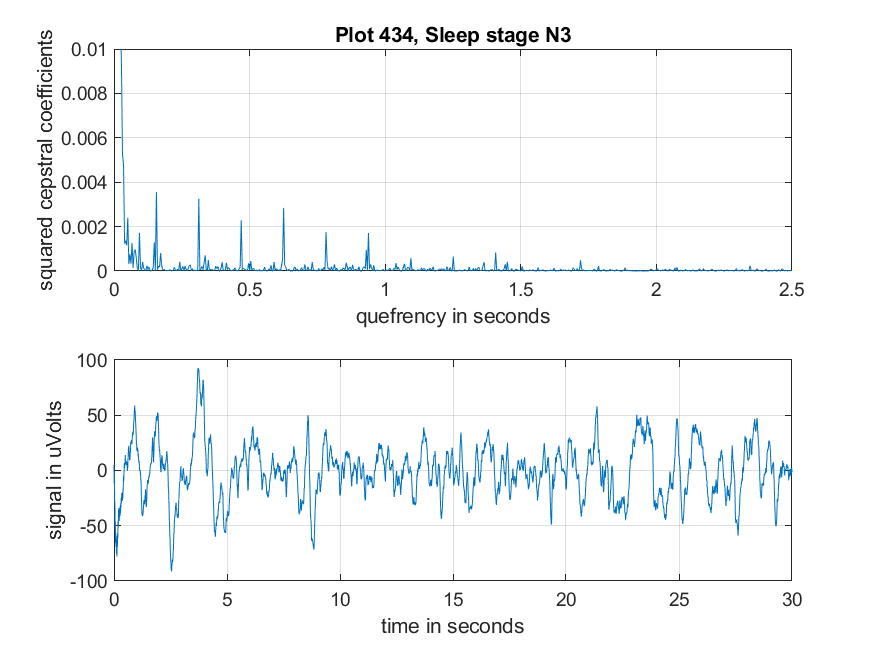 Plot 434, Sleep stage N3
squared cepstral coefficients
0.01
0.008
0.006
0.004
0.002
0
0 0.5 1 1.5 2 2.5
quefrency in seconds
signal in uVolts
100
50
0
-50
-100
0 5 10 15 20 25 30
time in seconds